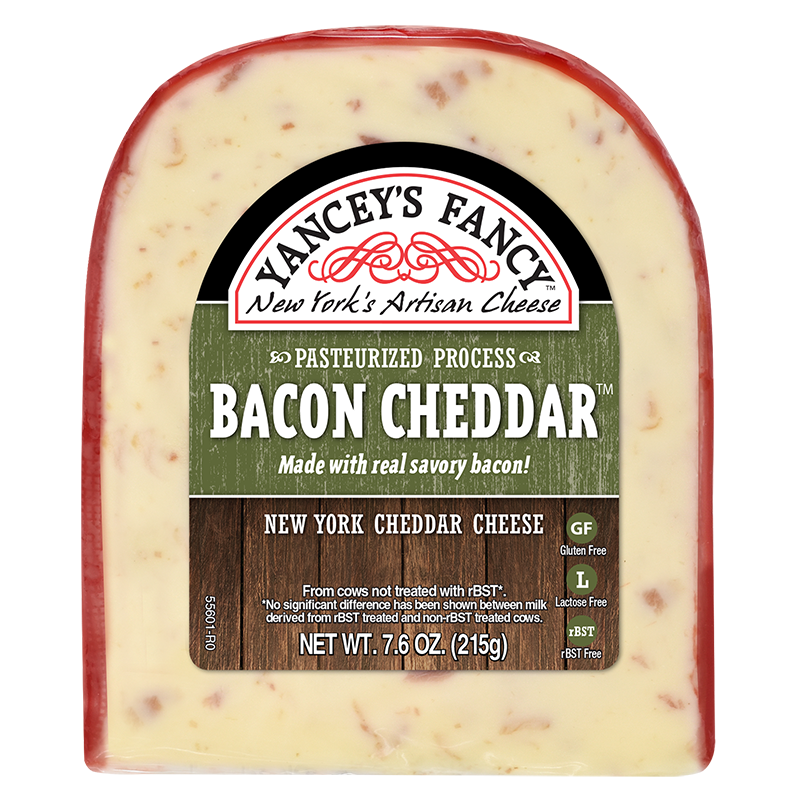 YANCEY'S FANCY™
New York's Artisan Cheese
PASTEURIZED PROCESS
BACON CHEDDAR™
Made with real savory bacon!
NEW YORK CHEDDAR CHEESE
GF
Gluten Free
L
Lactose Free
rBST
rBST Free
From cows not treated with rBST*.
*No significant difference has been shown between milk
derived from rBST treated and non-rBST treated cows.
NET WT. 7.6 OZ. (215g)
55601-R0